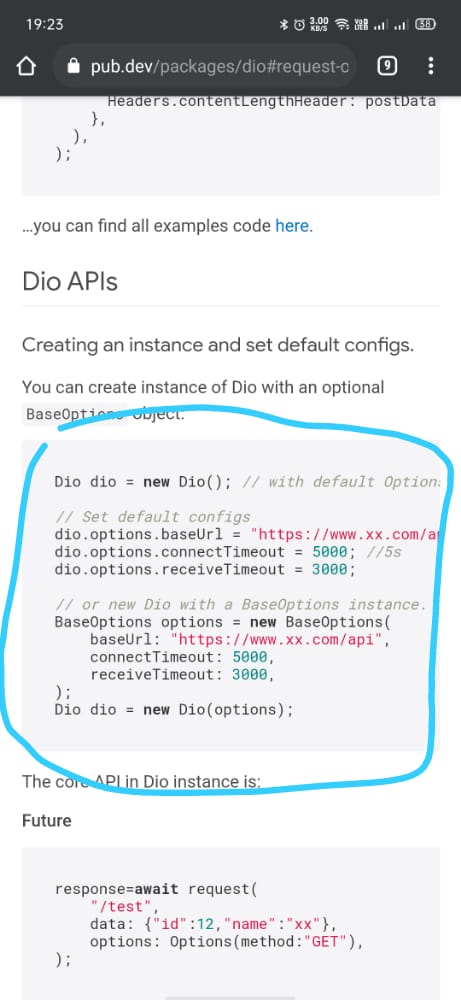 19:23
3.00 KB/S
38
pub.dev/packages/dio#request-o
9
Headers.contentLengthHeader: postData
},
),
);
…you can find all examples code here.
Dio APIs
Creating an instance and set default configs.
You can create instance of Dio with an optional
BaseOptions object:
Dio dio = new Dio(); // with default Option
// Set default configs
dio.options.baseUrl = "https://www.xx.com/a
dio.options.connectTimeout = 5000; //5s
dio.options.receiveTimeout = 3000;
// or new Dio with a BaseOptions instance.
BaseOptions options = new BaseOptions(
baseUrl: "https://www.xx.com/api",
connectTimeout: 5000,
receiveTimeout: 3000,
);
Dio dio = new Dio(options);
The core API in Dio instance is:
Future
response=await request(
"/test",
data: {"id":12,"name":"xx"},
options: Options(method:"GET"),
);